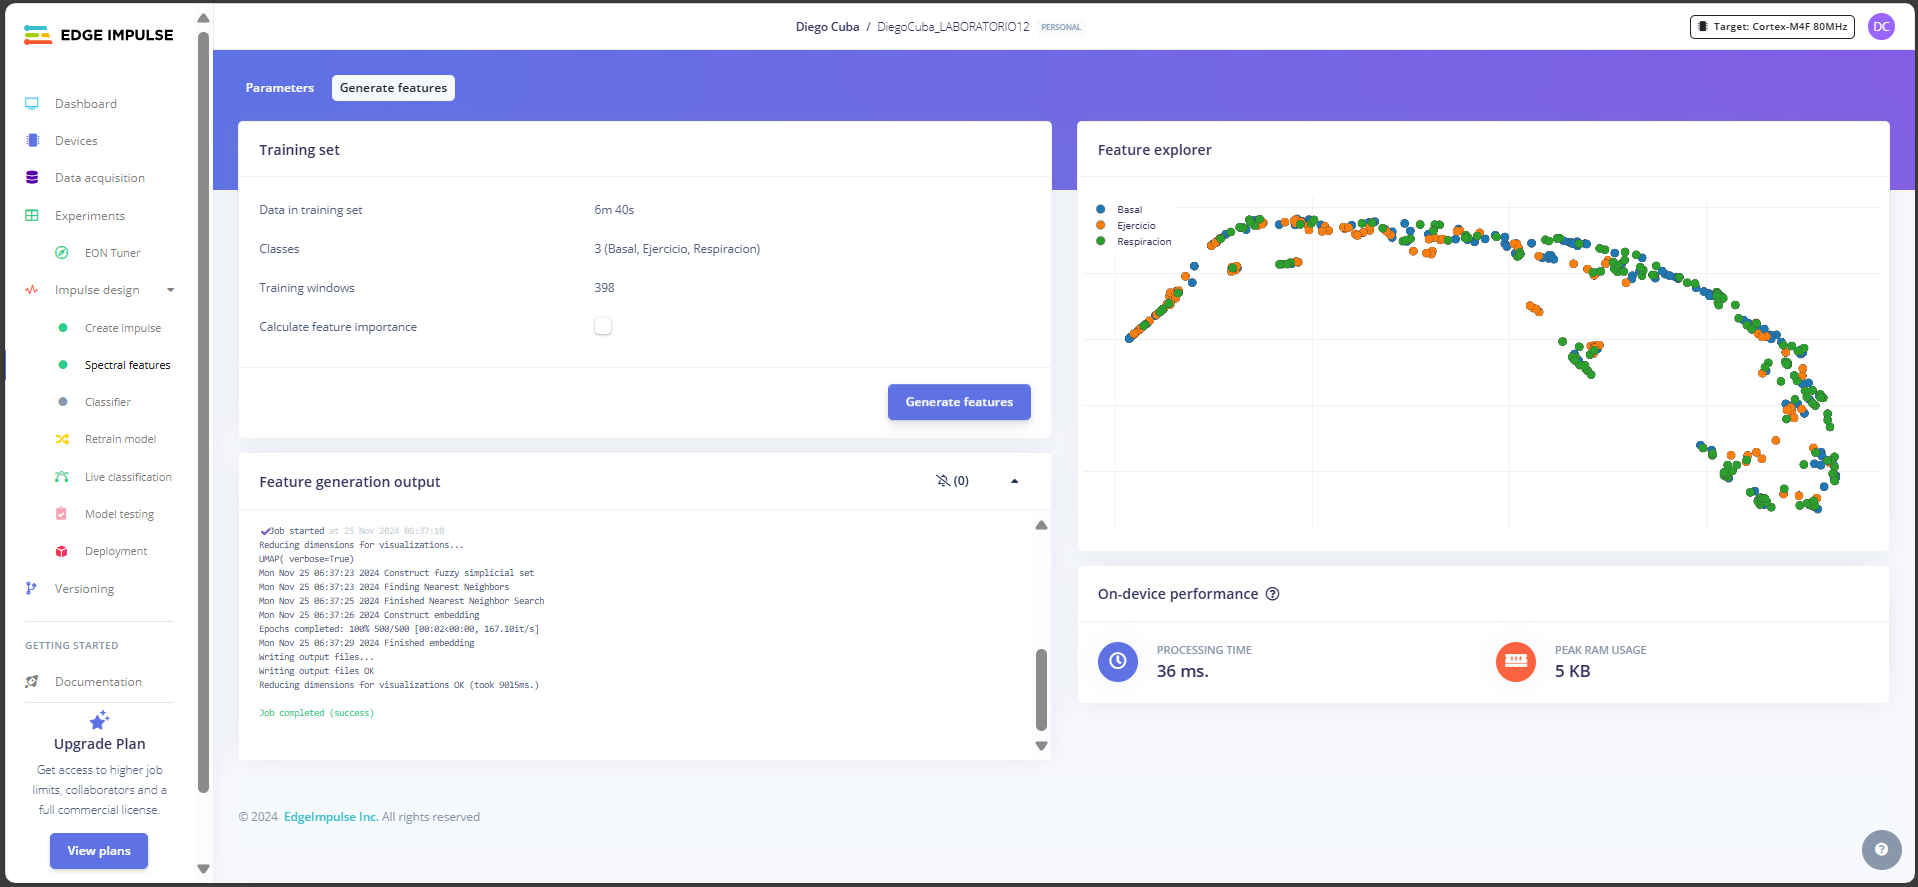 EDGE IMPULSE
Diego Cuba / DiegoCuba_LABORATORIO12 PERSONAL
Target: Cortex-M4F 80MHz
DC
Dashboard
Devices
Data acquisition
Experiments
EON Tuner
Impulse design
Create impulse
Spectral features
Classifier
Retrain model
Live classification
Model testing
Deployment
Versioning
GETTING STARTED
Documentation
Upgrade Plan
Get access to higher job
limits, collaborators and a
full commercial license.
View plans
Parameters
Generate features
Training set
Data in training set 6m 40s
Classes 3 (Basal, Ejercicio, Respiracion)
Training windows 398
Calculate feature importance
Generate features
Feature generation output (0)
Job started at 25 Nov 2024 06:37:10
Reducing dimensions for visualizations...
UMAP( verbose=True)
Mon Nov 25 06:37:23 2024 Construct fuzzy simplicial set
Mon Nov 25 06:37:23 2024 Finding Nearest Neighbors
Mon Nov 25 06:37:25 2024 Finished Nearest Neighbor Search
Mon Nov 25 06:37:26 2024 Construct embedding
Epochs completed: 100% 500/500 [00:02<00:00, 167.10it/s]
Mon Nov 25 06:37:29 2024 Finished embedding
Writing output files...
Writing output files OK
Reducing dimensions for visualizations OK (took 9015ms.)
Job completed (success)
Feature explorer
Basal
Ejercicio
Respiracion
On-device performance ?
PROCESSING TIME
36 ms.
PEAK RAM USAGE
5 KB
© 2024 EdgeImpulse Inc. All rights reserved
?